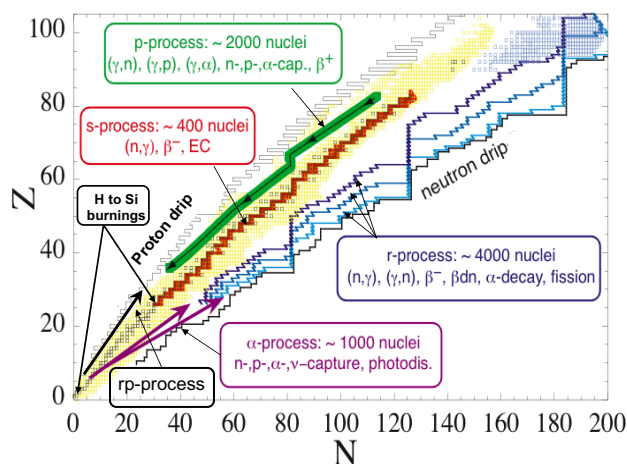 p-process: ~ 2000 nuclei
(γ,n), (γ,p), (γ,α), n-,p-,α-cap., β⁺
s-process: ~ 400 nuclei
(n,γ), β⁻, EC
H to Si
burnings
Proton drip
neutron drip
r-process: ~ 4000 nuclei
(n,γ), (γ,n), β⁻, βdn, α-decay, fission
α-process: ~ 1000 nuclei
n-,p-,α-,ν-capture, photodis.
rp-process
Z
100
80
60
40
20
0
0 20 40 60 80 100 120 140 160 180 200
N